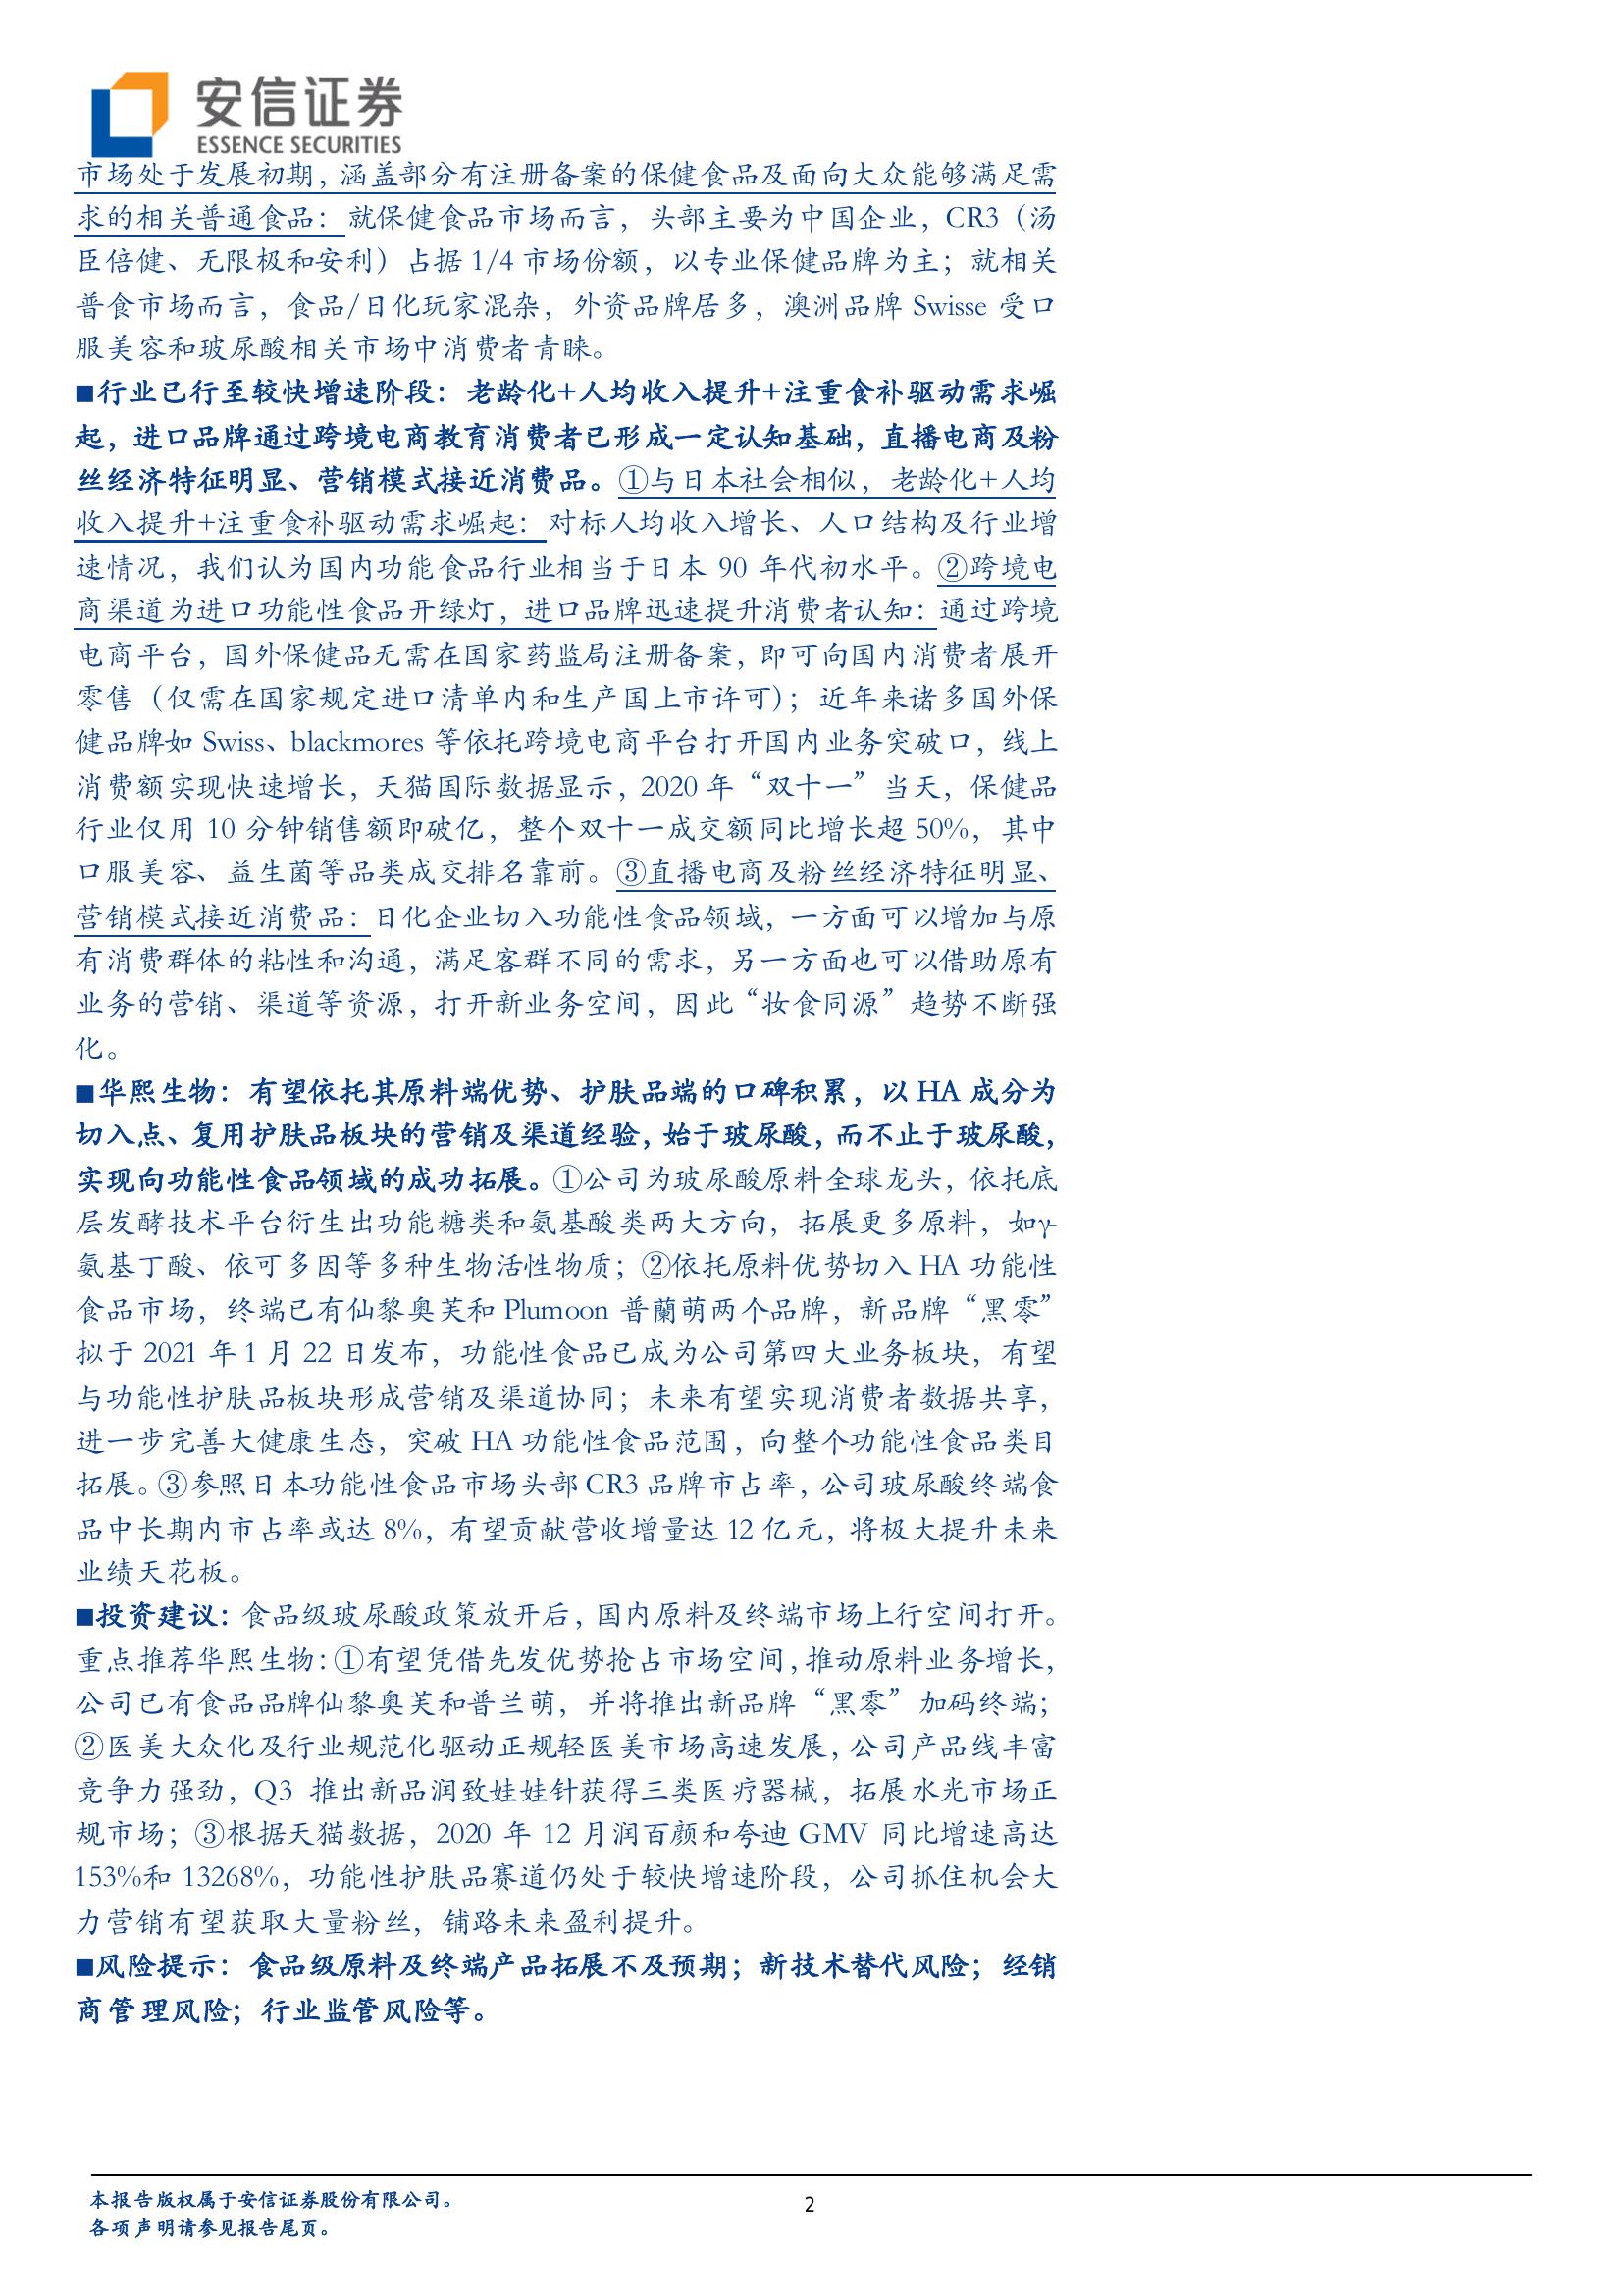 安信证券
ESSENCE SECURITIES
市场处于发展初期，涵盖部分有注册备案的保健食品及面向大众能够满足需
求的相关普通食品：就保健食品市场而言，头部主要为中国企业，CR3（汤
臣倍健、无限极和安利）占据 1/4 市场份额，以专业保健品牌为主；就相关
普食市场而言，食品/日化玩家混杂，外资品牌居多，澳洲品牌 Swisse 受口
服美容和玻尿酸相关市场中消费者青睐。
■行业已行至较快增速阶段：老龄化+人均收入提升+注重食补驱动需求崛
起，进口品牌通过跨境电商教育消费者已形成一定认知基础，直播电商及粉
丝经济特征明显、营销模式接近消费品。①与日本社会相似，老龄化+人均
收入提升+注重食补驱动需求崛起：对标人均收入增长、人口结构及行业增
速情况，我们认为国内功能食品行业相当于日本 90 年代初水平。②跨境电
商渠道为进口功能性食品开绿灯，进口品牌迅速提升消费者认知：通过跨境
电商平台，国外保健品无需在国家药监局注册备案，即可向国内消费者展开
零售（仅需在国家规定进口清单内和生产国上市许可)；近年来诸多国外保
健品牌如 Swiss、blackmores 等依托跨境电商平台打开国内业务突破口，线上
消费额实现快速增长，天猫国际数据显示，2020 年“双十一”当天，保健品
行业仅用 10 分钟销售额即破亿，整个双十一成交额同比增长超 50%，其中
口服美容、益生菌等品类成交排名靠前。③直播电商及粉丝经济特征明显、
营销模式接近消费品：日化企业切入功能性食品领域，一方面可以增加与原
有消费群体的粘性和沟通，满足客群不同的需求，另一方面也可以借助原有
业务的营销、渠道等资源，打开新业务空间，因此“妆食同源”趋势不断强
化。
■华熙生物：有望依托其原料端优势、护肤品端的口碑积累，以 HA 成分为
切入点、复用护肤品板块的营销及渠道经验，始于玻尿酸，而不止于玻尿酸，
实现向功能性食品领域的成功拓展。①公司为玻尿酸原料全球龙头，依托底
层发酵技术平台衍生出功能糖类和氨基酸类两大方向，拓展更多原料，如γ-
氨基丁酸、依可多因等多种生物活性物质；②依托原料优势切入 HA 功能性
食品市场，终端已有仙黎奥芙和 Plumoon 普蘭萌两个品牌，新品牌“黑零”
拟于 2021 年 1 月 22 日发布，功能性食品已成为公司第四大业务板块，有望
与功能性护肤品板块形成营销及渠道协同；未来有望实现消费者数据共享，
进一步完善大健康生态，突破 HA 功能性食品范围，向整个功能性食品类目
拓展。③参照日本功能性食品市场头部 CR3 品牌市占率，公司玻尿酸终端食
品中长期内市占率或达 8%，有望贡献营收增量达 12 亿元，将极大提升未来
业绩天花板。
■投资建议：食品级玻尿酸政策放开后，国内原料及终端市场上行空间打开。
重点推荐华熙生物：①有望凭借先发优势抢占市场空间，推动原料业务增长，
公司已有食品品牌仙黎奥芙和普兰萌，并将推出新品牌“黑零”加码终端；
②医美大众化及行业规范化驱动正规轻医美市场高速发展，公司产品线丰富
竞争力强劲，Q3 推出新品润致娃娃针获得三类医疗器械，拓展水光市场正
规市场；③根据天猫数据，2020 年 12 月润百颜和夸迪 GMV 同比增速高达
153%和 13268%，功能性护肤品赛道仍处于较快增速阶段，公司抓住机会大
力营销有望获取大量粉丝，铺路未来盈利提升。
■风险提示：食品级原料及终端产品拓展不及预期；新技术替代风险；经销
商管理风险；行业监管风险等。
本报告版权属于安信证券股份有限公司。
各项声明请参见报告尾页。
2